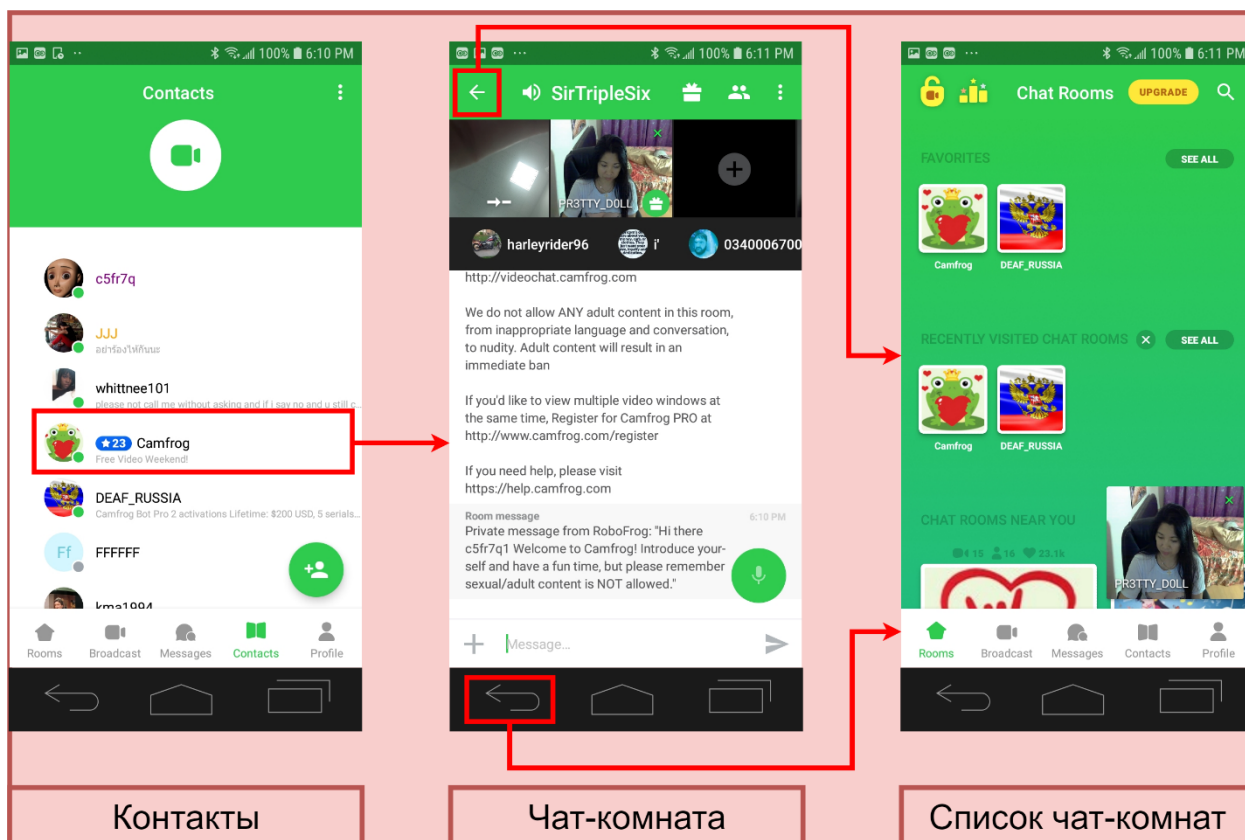 100% 6:10 PM
Contacts
c5fr7q
JJJ
อย่าร้องไห้กันนะ
whittnee101
please not call me without asking and if i say no and u still c...
23 Camfrog
Free Video Weekend!
DEAF_RUSSIA
Camfrog Bot Pro 2 activations Lifetime: $200 USD, 5 serials...
Ff FFFFFF
kma1994
Rooms Broadcast Messages Contacts Profile
Контакты
100% 6:11 PM
SirTripleSix
PR3TTY_D0LL
harleyrider96 i' 0340006700
http://videochat.camfrog.com
We do not allow ANY adult content in this room,
from inappropriate language and conversation,
to nudity. Adult content will result in an
immediate ban
If you'd like to view multiple video windows at
the same time, Register for Camfrog PRO at
http://www.camfrog.com/register
If you need help, please visit
https://help.camfrog.com
Room message 6:10 PM
Private message from RoboFrog: "Hi there
c5fr7q1 Welcome to Camfrog! Introduce your-
self and have a fun time, but please remember
sexual/adult content is NOT allowed."
Message...
Чат-комната
100% 6:11 PM
Chat Rooms UPGRADE
FAVORITES SEE ALL
Camfrog DEAF_RUSSIA
RECENTLY VISITED CHAT ROOMS SEE ALL
Camfrog DEAF_RUSSIA
CHAT ROOMS NEAR YOU
15 16 23.1k
PR3TTY_D0LL
Rooms Broadcast Messages Contacts Profile
Список чат-комнат